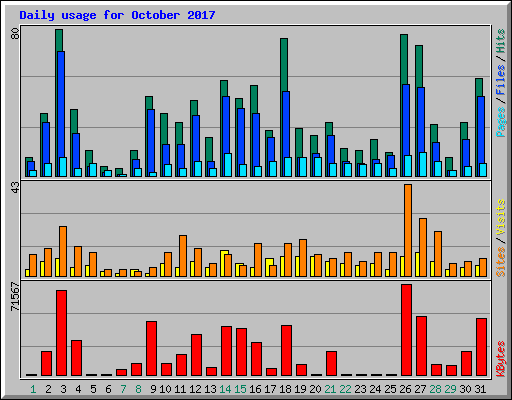 Daily usage for October 2017
80
Pages / Files / Hits
43
Sites / Visits
71567
KBytes
1 2 3 4 5 6 7 8 9 10 11 12 13 14 15 16 17 18 19 20 21 22 23 24 25 26 27 28 29 30 31